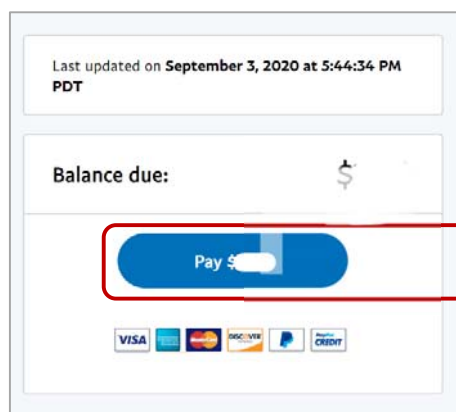 Last updated on September 3, 2020 at 5:44:34 PM
PDT
Balance due:
$
Pay $
VISA
MasterCard
DISCOVER
PayPal
CREDIT